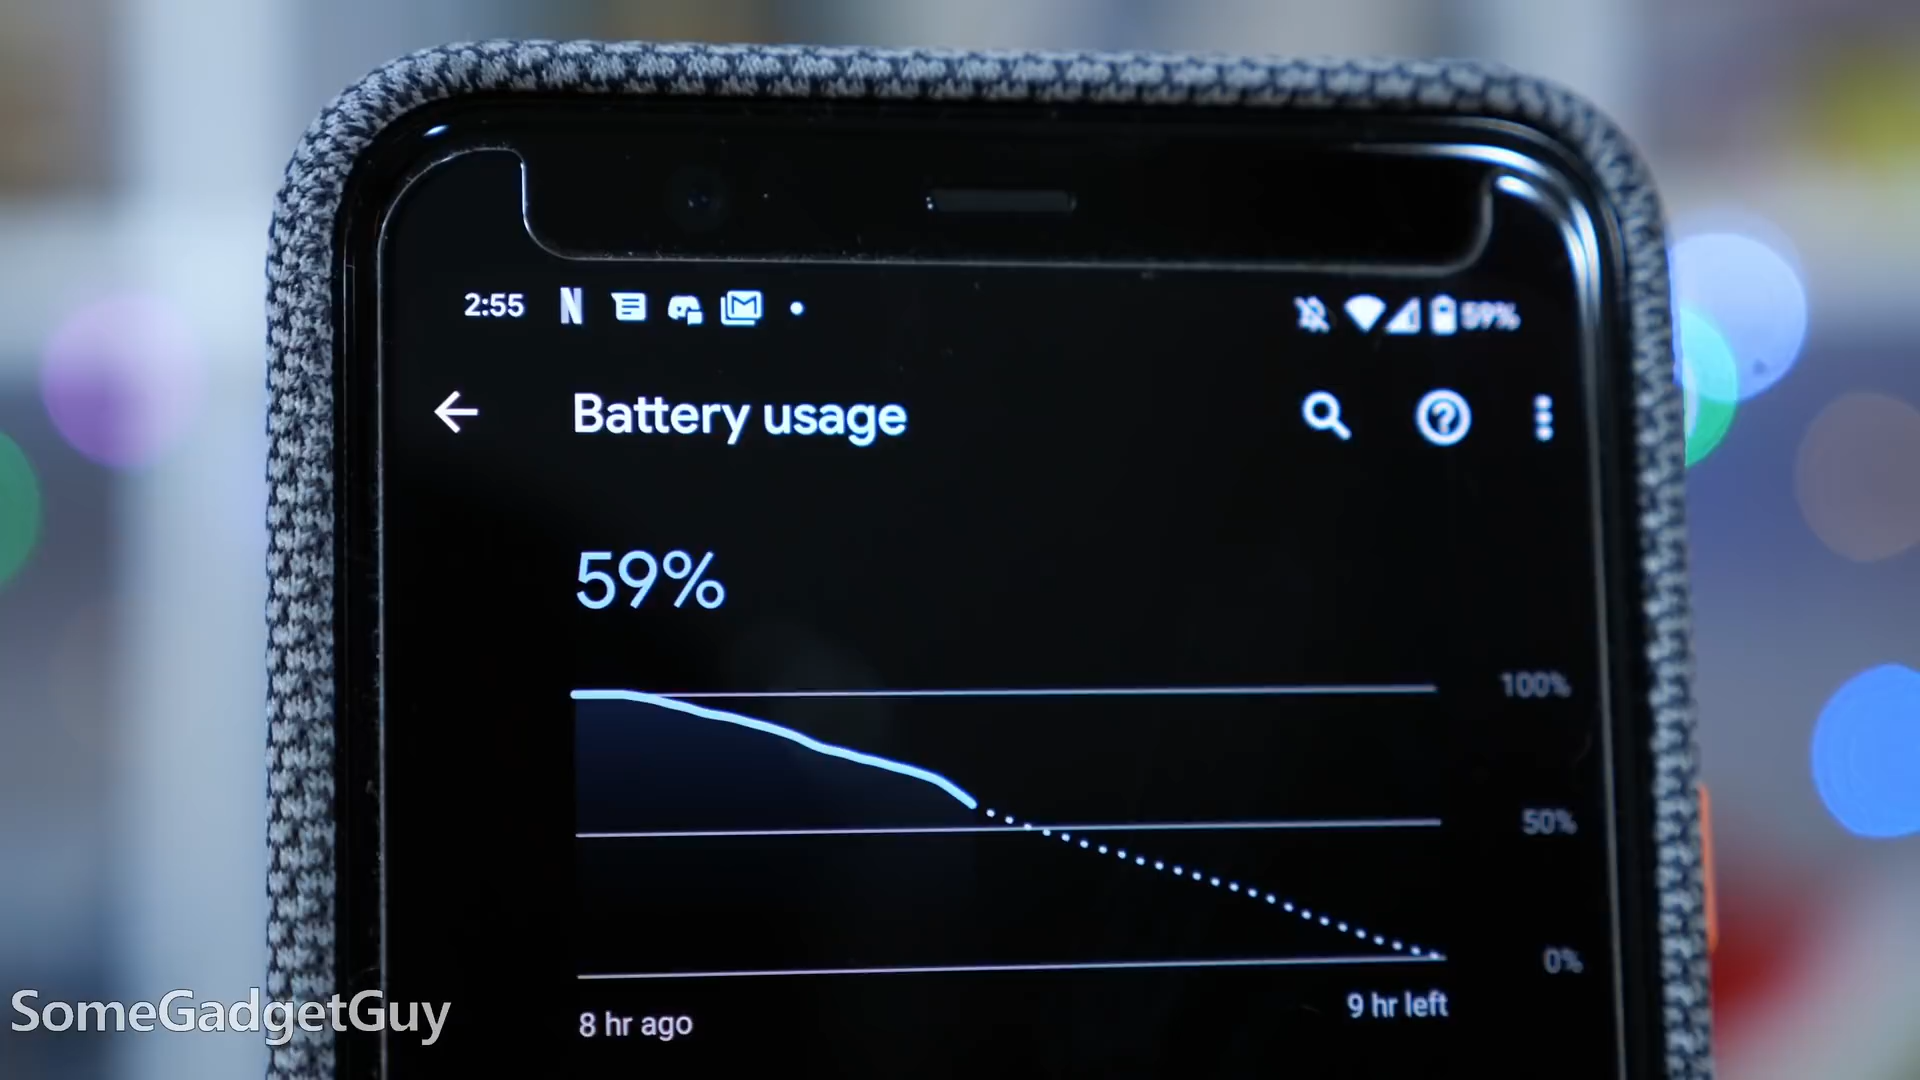 2:55 N 59%
Battery usage
59%
100%
50%
0%
8 hr ago 9 hr left
SomeGadgetGuy